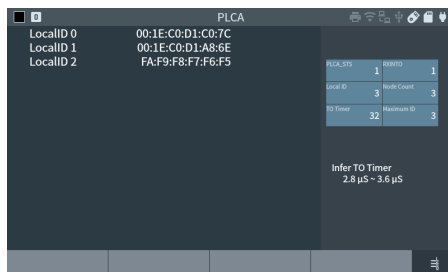 0 PLCA
LocalID 0 00:1E:C0:D1:C0:7C
LocalID 1 00:1E:C0:D1:A8:6E
LocalID 2 FA:F9:F8:F7:F6:F5
PLCA_STS 1 RXINTO 1
Local ID 3 Node Count 3
TO Timer 32 Maximum ID 3
Infer TO Timer
2.8 μS ~ 3.6 μS